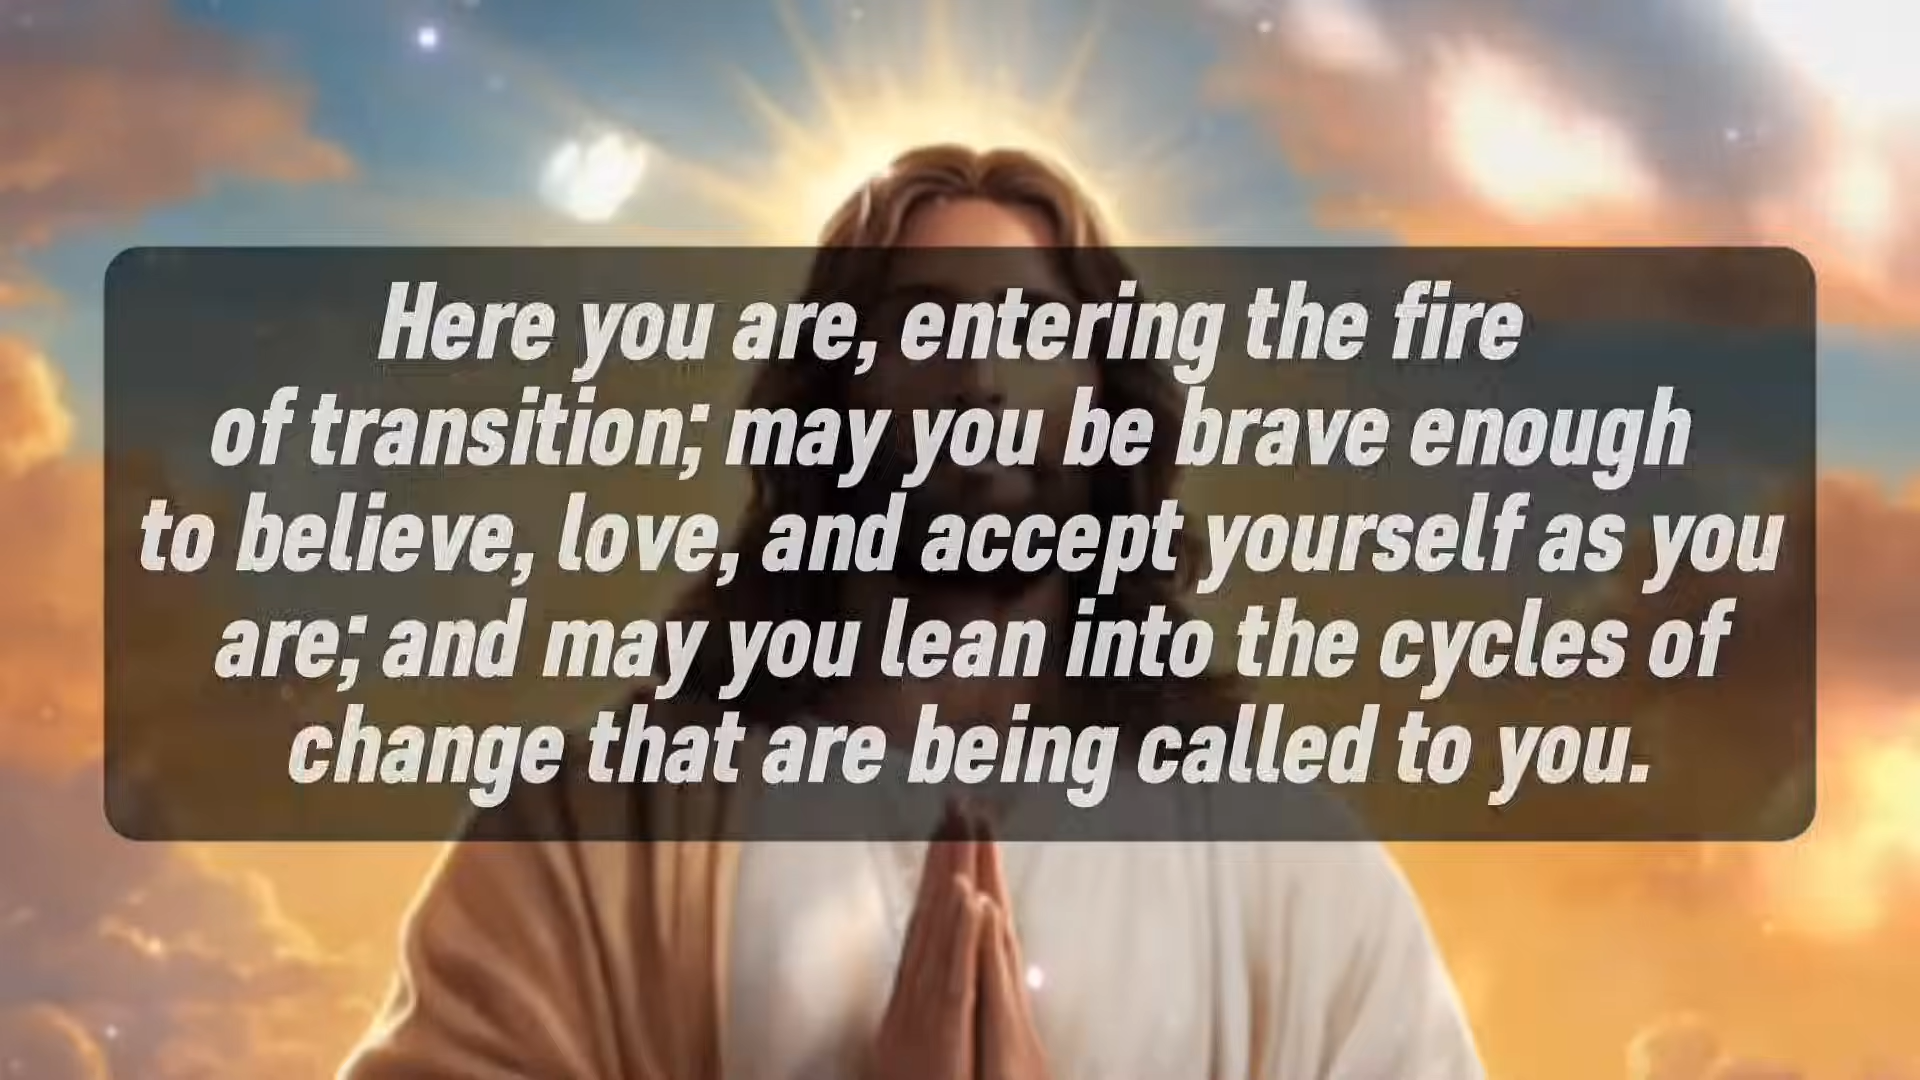 Here you are, entering the fire
of transition; may you be brave enough
to believe, love, and accept yourself as you
are; and may you lean into the cycles of
change that are being called to you.